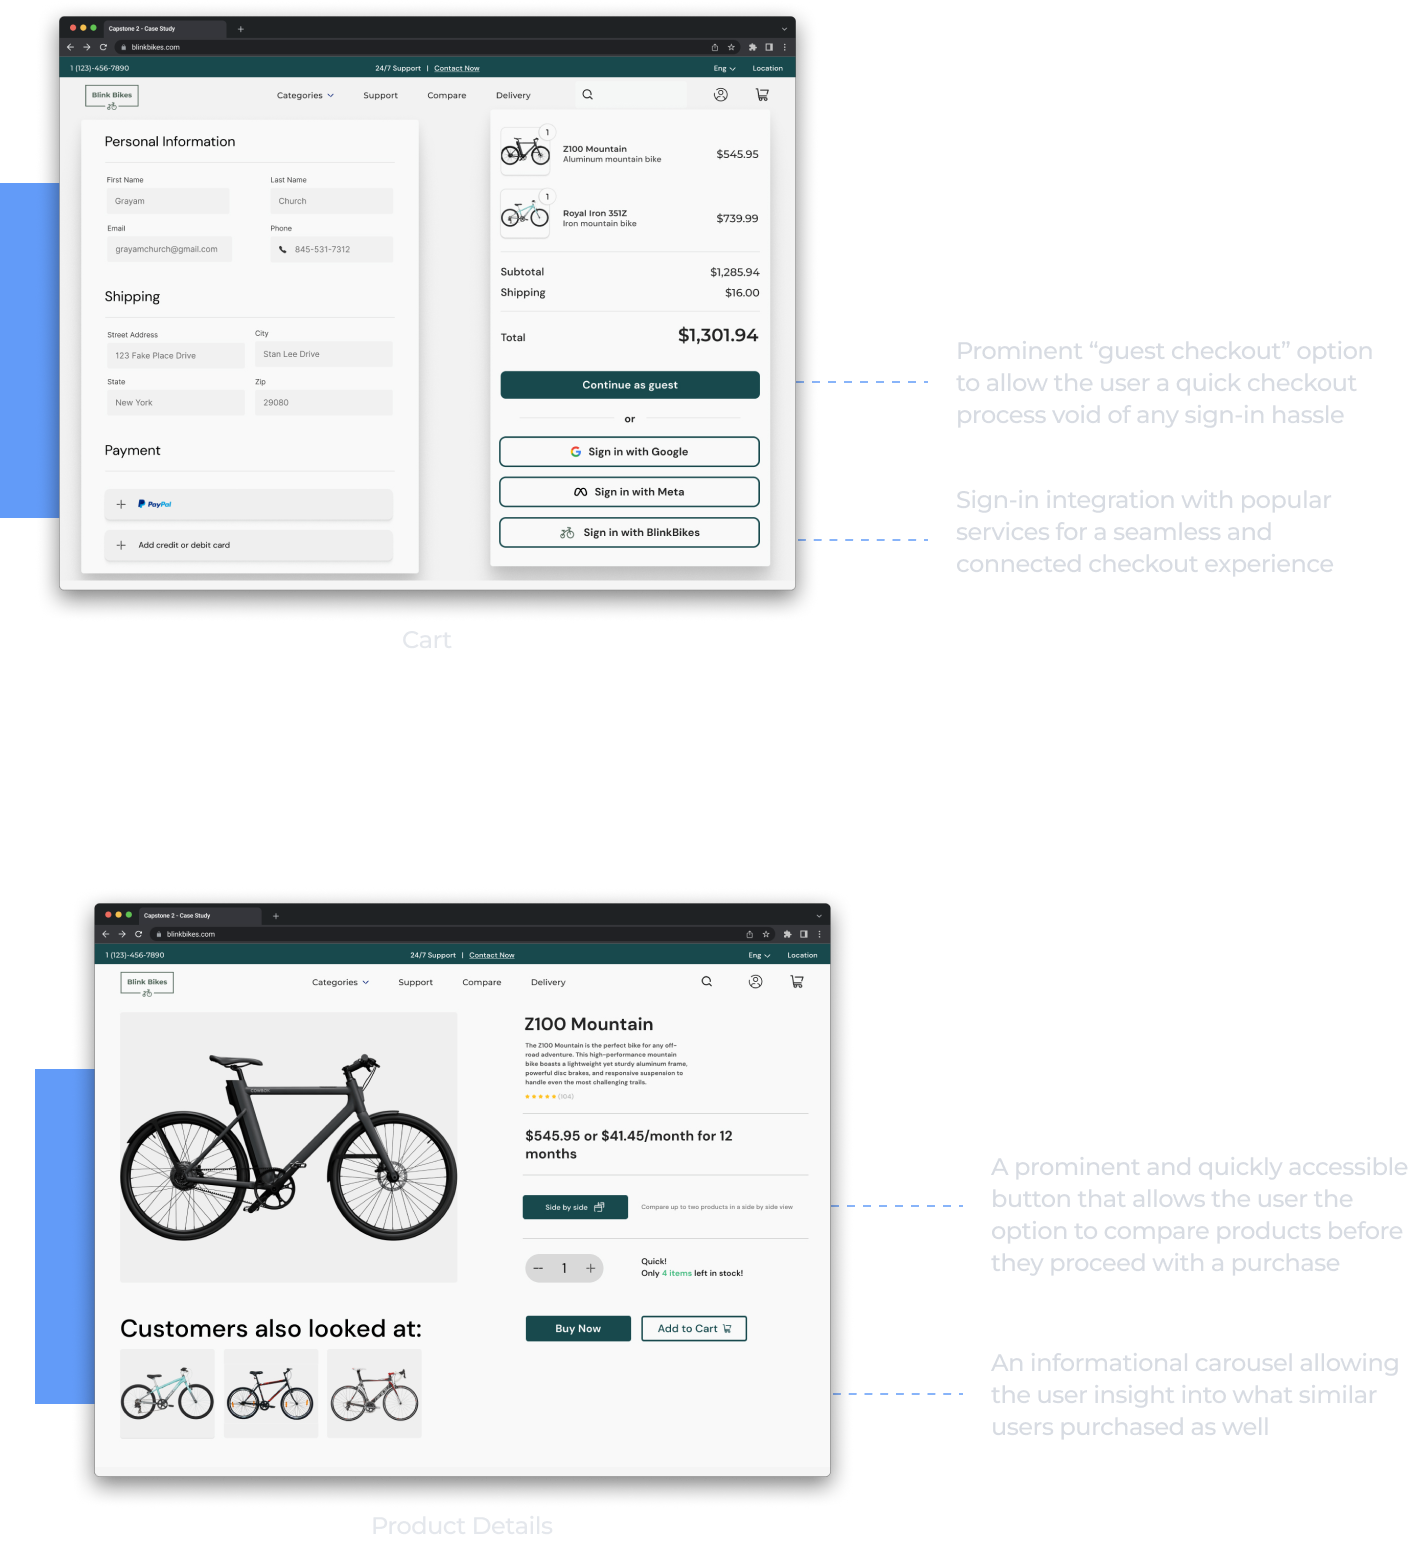 Capstone 2 - Case Study
blinkbikes.com
1 (123)-456-7890
24/7 Support | Contact Now
Eng
Location
Blink Bikes
Categories
Support
Compare
Delivery
Personal Information
First Name
Last Name
Grayam
Church
Email
Phone
grayamchurch@gmail.com
845-531-7312
Shipping
Street Address
City
123 Fake Place Drive
Stan Lee Drive
State
Zip
New York
29080
Payment
PayPal
Add credit or debit card
1
Z100 Mountain
Aluminum mountain bike
$545.95
1
Royal Iron 351Z
Iron mountain bike
$739.99
Subtotal
$1,285.94
Shipping
$16.00
Total
$1,301.94
Continue as guest
or
Sign in with Google
Sign in with Meta
Sign in with BlinkBikes
Prominent “guest checkout” option
to allow the user a quick checkout
process void of any sign-in hassle
Sign-in integration with popular
services for a seamless and
connected checkout experience
Cart
Capstone 2 - Case Study
blinkbikes.com
1 (123)-456-7890
24/7 Support | Contact Now
Eng
Location
Blink Bikes
Categories
Support
Compare
Delivery
COWBOY
Z100 Mountain
The Z100 Mountain is the perfect bike for any off-
road adventure. This high-performance mountain
bike boasts a lightweight yet sturdy aluminum frame,
powerful disc brakes, and responsive suspension to
handle even the most challenging trails.
(104)
$545.95 or $41.45/month for 12
months
Side by side
Compare up to two products in a side by side view
1
Quick!
Only 4 items left in stock!
Buy Now
Add to Cart
Customers also looked at:
A prominent and quickly accessible
button that allows the user the
option to compare products before
they proceed with a purchase
An informational carousel allowing
the user insight into what similar
users purchased as well
Product Details